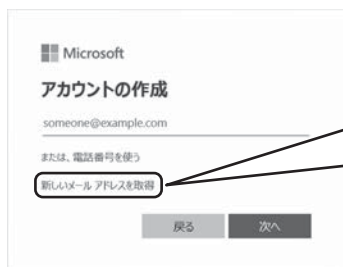 Microsoft
アカウントの作成
someone@example.com
または、電話番号を使う
新しいメール アドレスを取得
戻る
次へ